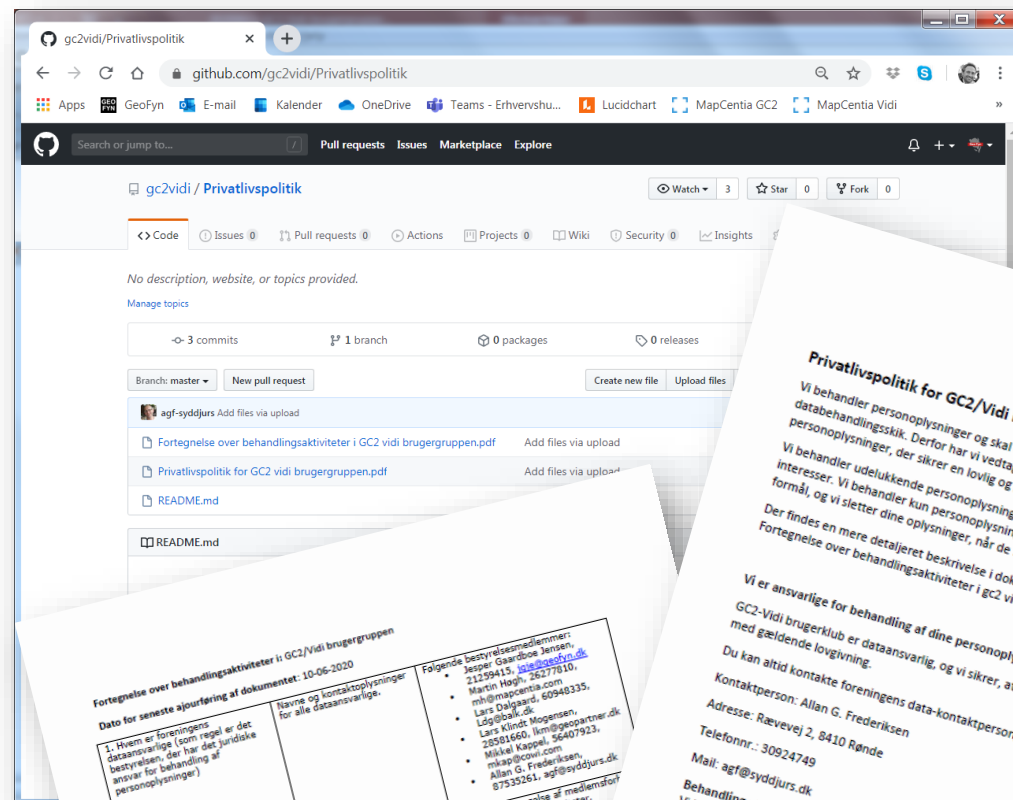 gc2vidi/Privatlivspolitik
github.com/gc2vidi/Privatlivspolitik
Apps GeoFyn E-mail Kalender OneDrive Teams - Erhvervshu... Lucidchart MapCentia GC2 MapCentia Vidi »
Search or jump to... / Pull requests Issues Marketplace Explore
gc2vidi / Privatlivspolitik
Watch 3 Star 0 Fork 0
Code Issues 0 Pull requests 0 Actions Projects 0 Wiki Security 0 Insights
No description, website, or topics provided.
Manage topics
3 commits 1 branch 0 packages 0 releases
Branch: master New pull request Create new file Upload files
agf-syddjurs Add files via upload
Fortegnelse over behandlingsaktiviteter i GC2 vidi brugergruppen.pdf Add files via upload
Privatlivspolitik for GC2 vidi brugergruppen.pdf Add files via upload
README.md
README.md
Fortegnelse over behandlingsaktiviteter i: GC2/Vidi brugergruppen
Dato for seneste ajourføring af dokumentet: 10-06-2020
1. Hvem er foreningens
dataansvarlige (som regel er det
bestyrelsen, der har det juridiske
ansvar for behandling af
personoplysninger)
Navne og kontaktoplysninger
for alle dataansvarlige.
Følgende bestyrelsesmedlemmer:
• Jesper Gaardboe Jensen,
21259415, jgje@geofyn.dk
• Martin Høgh, 26277810,
mh@mapcentia.com
• Lars Dalgaard, 60948335,
Ldg@balk.dk
• Lars Klindt Mogensen,
28581660, lkm@geopartner.dk
• Mikkel Kappel, 56407923,
mkap@cowi.com
• Allan G. Frederiksen,
87535261, agf@syddjurs.dk
Privatlivspolitik for GC2/Vidi
Vi behandler personoplysninger og skal
databehandlingsskik. Derfor har vi
personoplysninger, der sikrer en lovlig og
Vi behandler udelukkende
interesser. Vi behandler kun
formål, og vi sletter dine oplysninger, når de
Der findes en mere detaljeret beskrivelse i
Fortegnelse over behandlingsaktiviteter i gc2
Vi er ansvarlige for behandling af dine
GC2-Vidi brugerklub er dataansvarlig, og vi sikrer,
med gældende lovgivning.
Du kan altid kontakte foreningens
Kontaktperson: Allan G. Frederiksen
Adresse: Rævevej 2, 8410 Rønde
Telefonnr.: 30924749
Mail: agf@syddjurs.dk